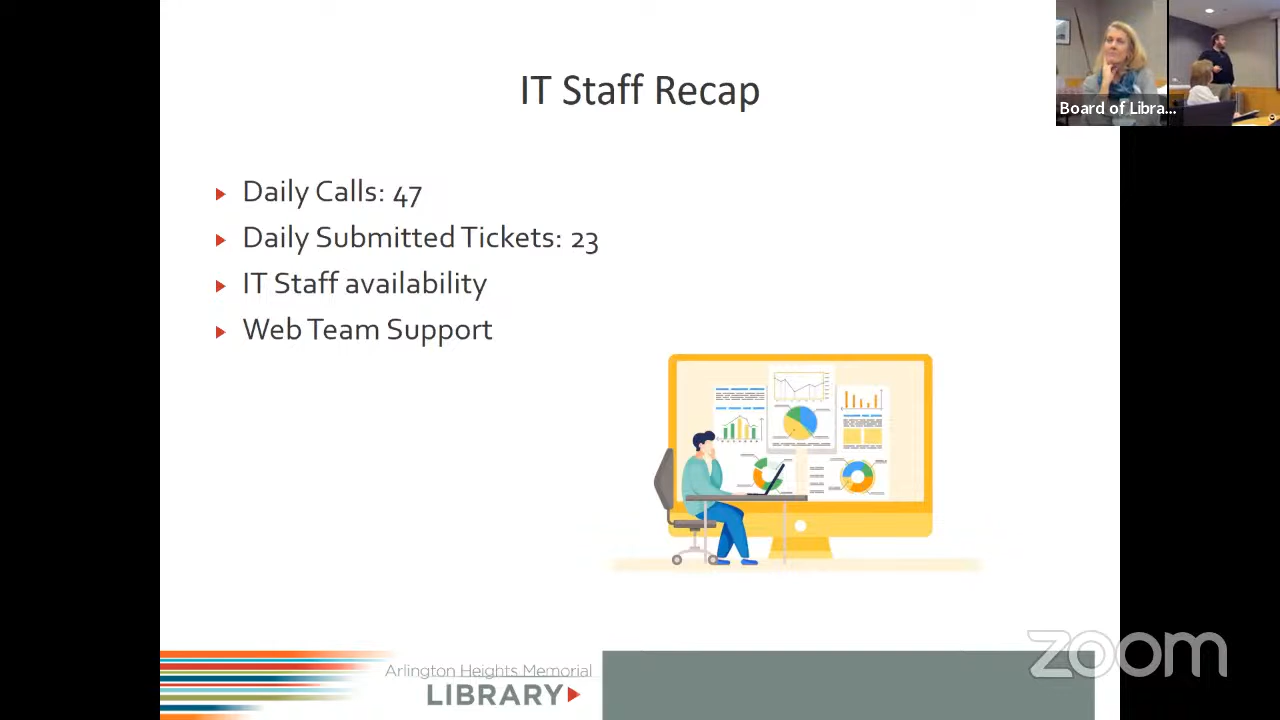 IT Staff Recap
Board of Libra...
Daily Calls: 47
Daily Submitted Tickets: 23
IT Staff availability
Web Team Support
zoom
Arlington Heights Memorial
LIBRARY